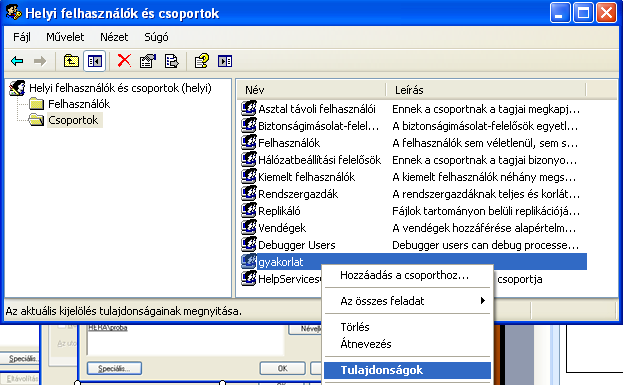 Helyi felhasználók és csoportok
Fájl Művelet Nézet Súgó
Helyi felhasználók és csoportok (helyi)
Felhasználók
Csoportok
Név Leírás
Asztal távoli felhasználói Ennek a csoportnak a tagjai megkapj...
Biztonságimásolat-felel... A biztonságimásolat-felelősök egyetl...
Felhasználók A felhasználók sem véletlenül, sem s...
Hálózatbeállítási felelősök Ennek a csoportnak a tagjai bizonyo...
Kiemelt felhasználók A kiemelt felhasználók néhány megs...
Rendszergazdák A rendszergazdáknak teljes és korlát...
Replikáló Fájlok tartományon belüli replikációjá...
Vendégek A vendégek hozzáférése alapértelm...
Debugger Users Debugger users can debug processe...
gyakorlat
HelpServices csoportja
Hozzáadás a csoporthoz...
Az összes feladat
Törlés
Átnevezés
Tulajdonságok
Az aktuális kijelölés tulajdonságainak megnyitása.
HERA\proba
Speciális...
Speciális...
OK
Eltávolítás